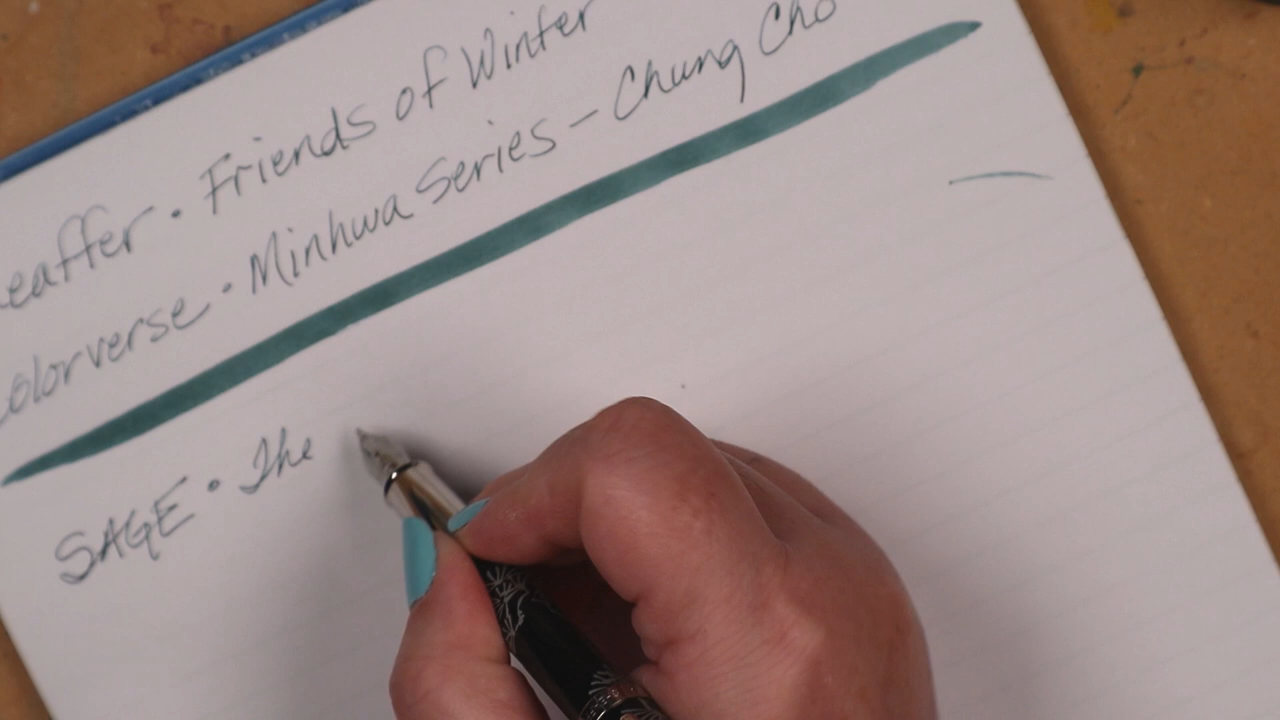 eaffer • Friends of Winter
olorverse • Minhwa Series - Chung Cho
SAGE • The